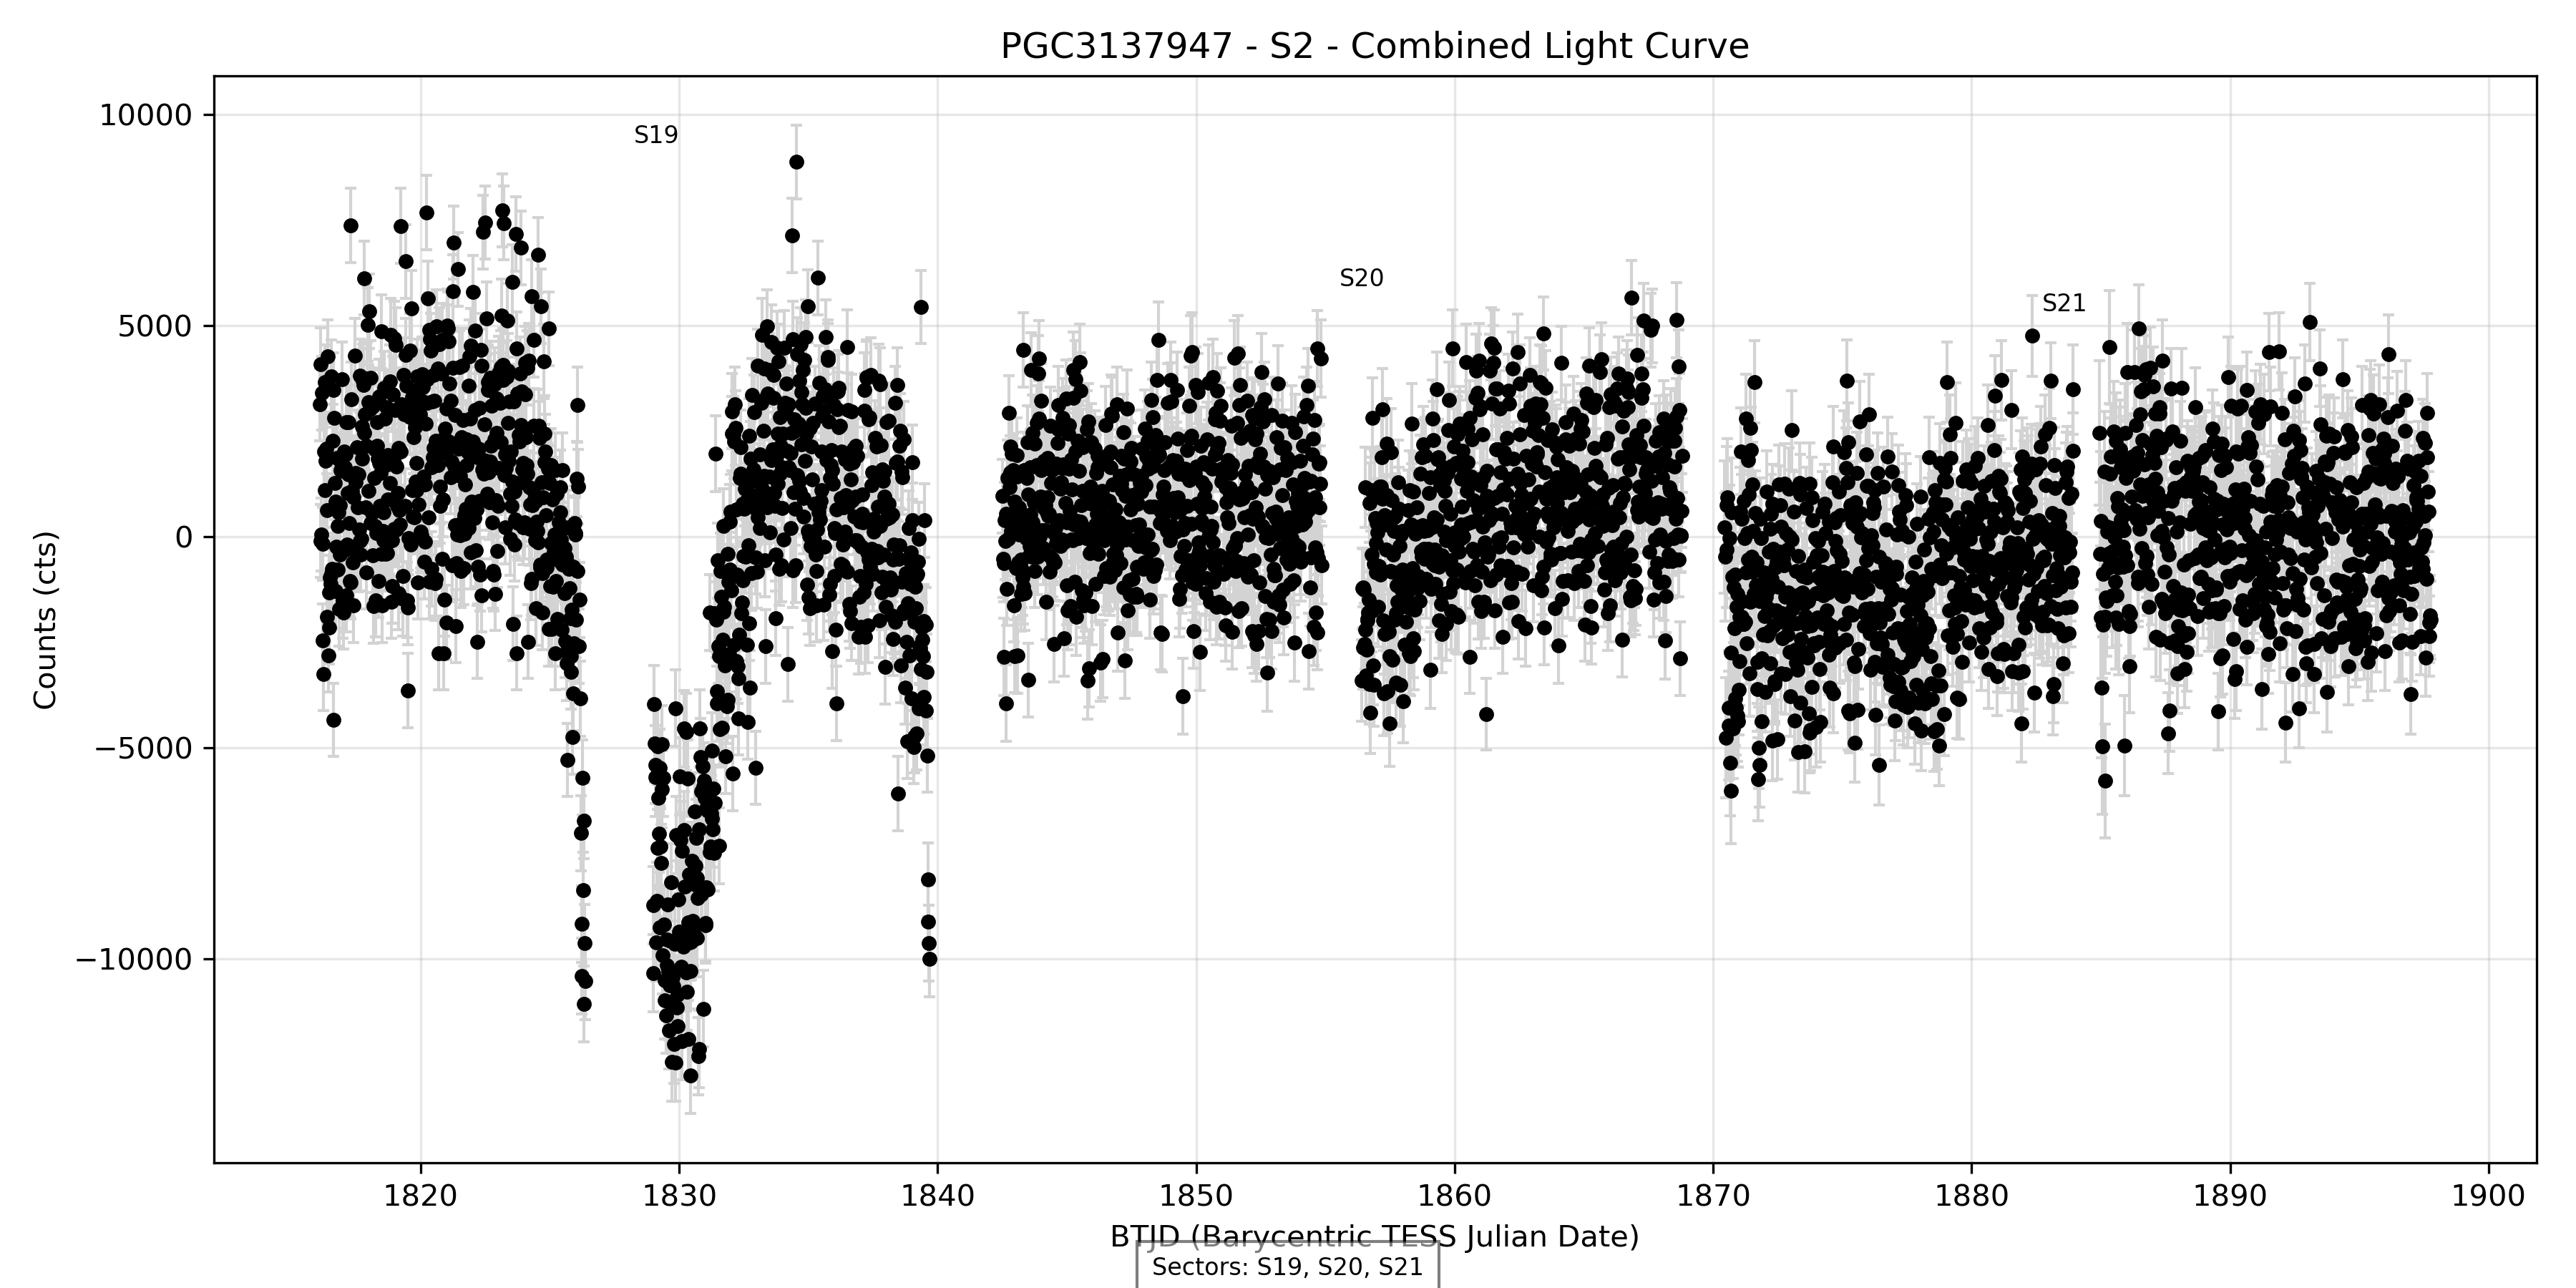 PGC3137947 - S2 - Combined Light Curve
Counts (cts)
10000
5000
0
−5000
−10000
S19
S20
S21
1820
1830
1840
1850
1860
1870
1880
1890
1900
BTJD (Barycentric TESS Julian Date)
Sectors: S19, S20, S21